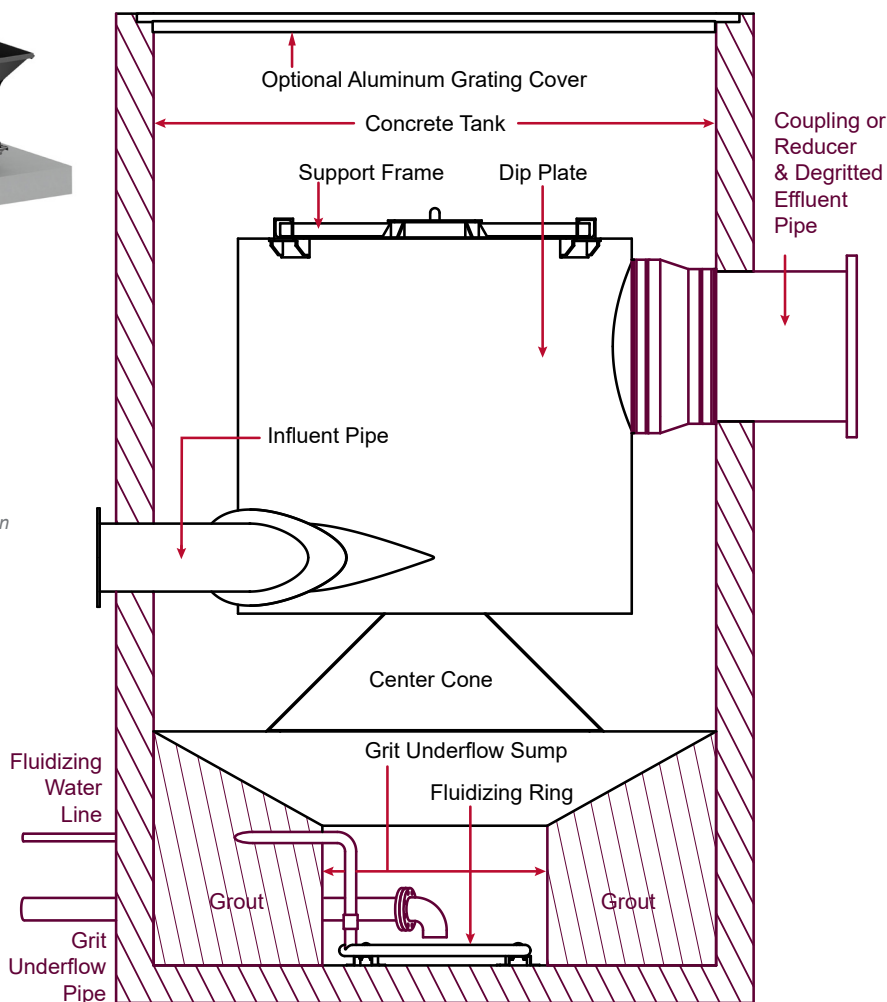 Optional Aluminum Grating Cover
Concrete Tank
Coupling or
Reducer
& Degritted
Effluent
Pipe
Support Frame
Dip Plate
Influent Pipe
n
Center Cone
Grit Underflow Sump
Fluidizing
Water
Line
Fluidizing Ring
Grout
Grout
Grit
Underflow
Pipe